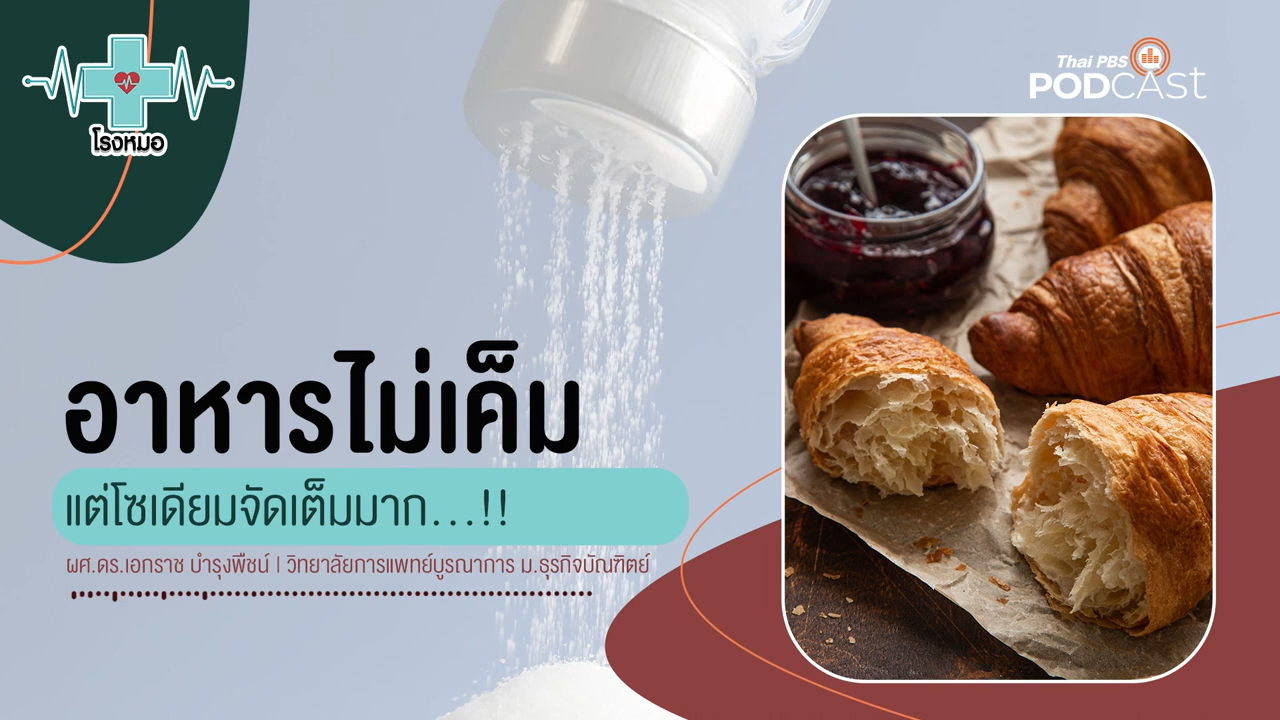 โรงหมอ
Thai PBS
PODCAST
อาหารไม่เค็ม
แต่โซเดียมจัดเต็มมาก...!!
ผศ.ดร.เอกราช บำรุงพืชน์ | วิทยาลัยการแพทย์บูรณาการ ม.ธุรกิจบัณฑิตย์